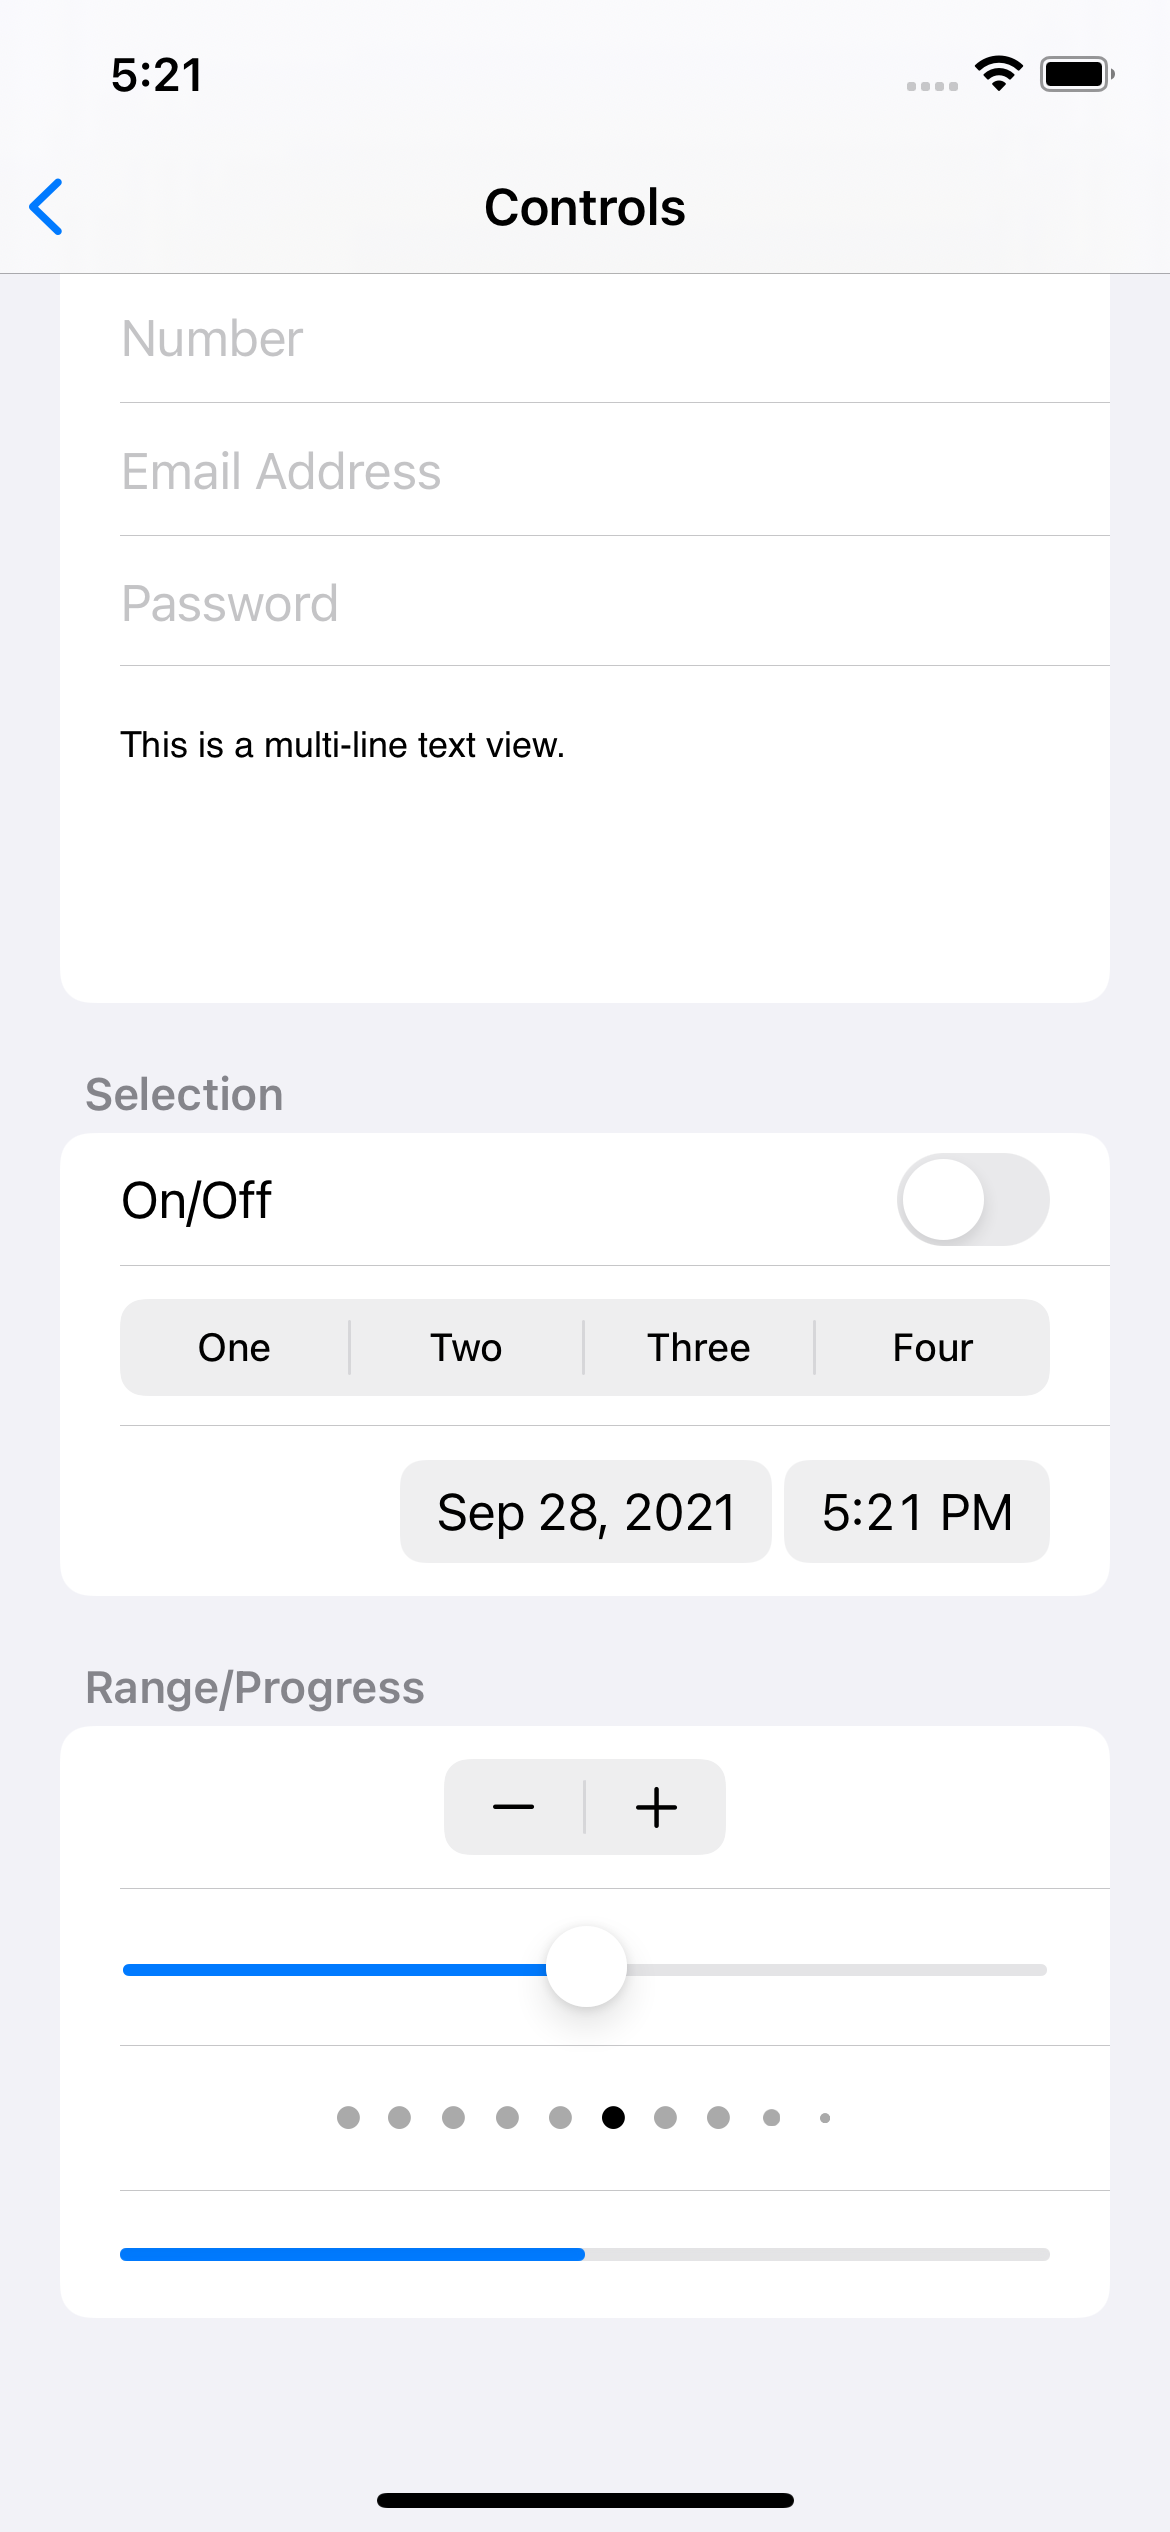 5:21
Controls
Number
Email Address
Password
This is a multi-line text view.
Selection
On/Off
One Two Three Four
Sep 28, 2021 5:21 PM
Range/Progress